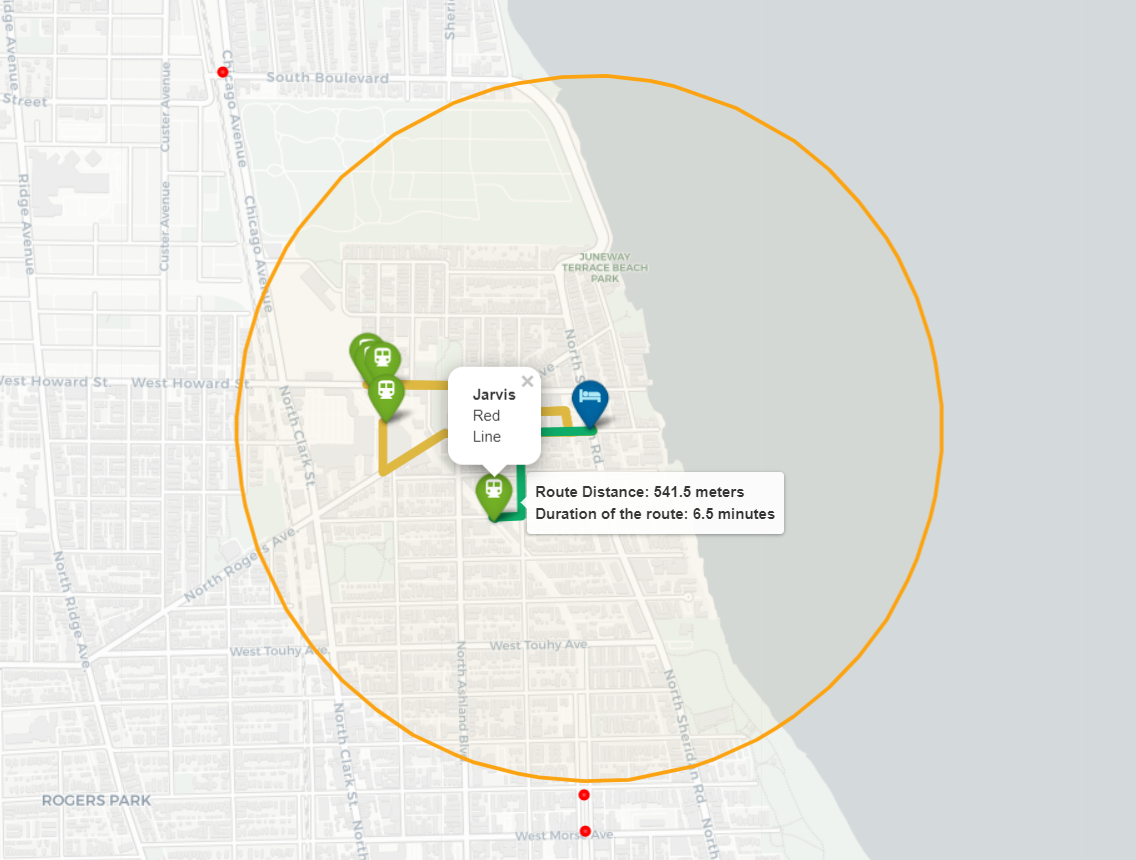 Ridge Avenue
Sheri
Chicago Avenue
South Boulevard
Street
Custer Avenue
Ridge Avenue
Custer Avenue
Chicago Avenue
JUNEWAY
TERRACE BEACH
PARK
North S
Ave.
West Howard St.
West Howard St.
Jarvis
Red
Line
×
North Clark St.
n Rd.
Route Distance: 541.5 meters
Duration of the route: 6.5 minutes
North Rogers Ave.
North Ridge Ave.
West Touhy Ave.
West Touhy Ave.
North Ashland Blv
North Sheridan Rd.
North Clark St.
ROGERS PARK
West Morse Ave.
North
North